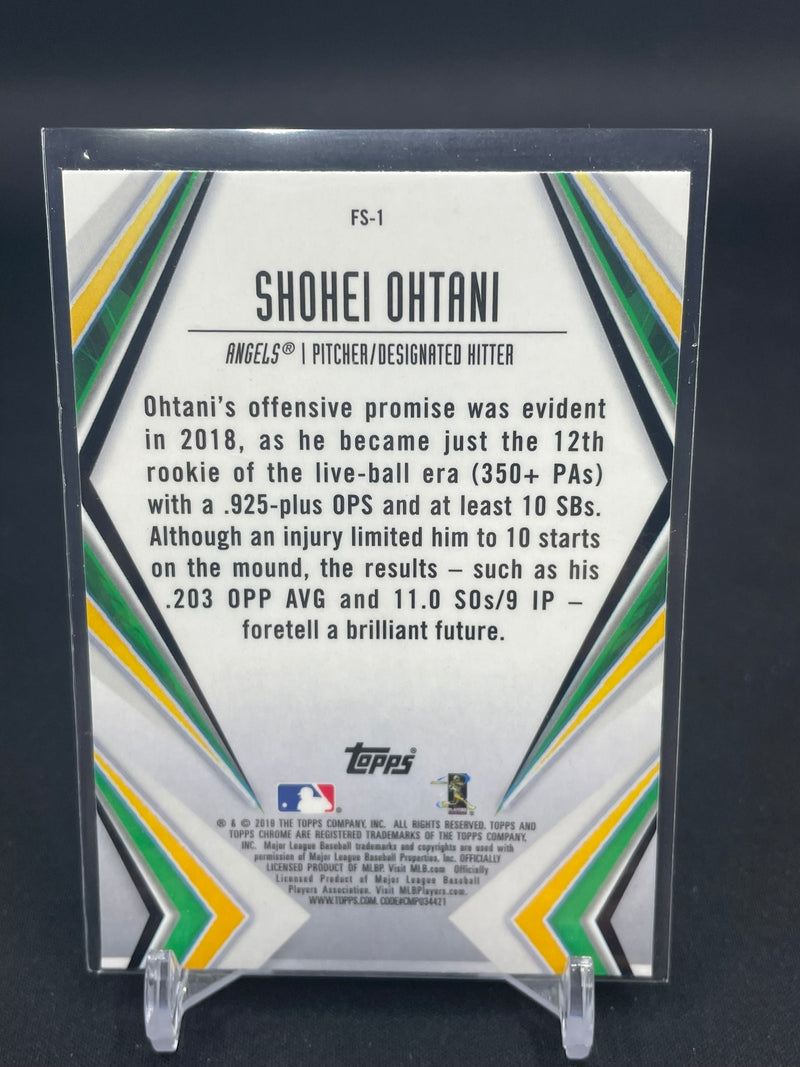 FS-1
SHOHEI OHTANI
ANGELS® | PITCHER/DESIGNATED HITTER
Ohtani's offensive promise was evident
in 2018, as he became just the 12th
rookie of the live-ball era (350+ PAs)
with a .925-plus OPS and at least 10 SBs.
Although an injury limited him to 10 starts
on the mound, the results – such as his
.203 OPP AVG and 11.0 SOs/9 IP –
foretell a brilliant future.
Topps®
® & © 2019 THE TOPPS COMPANY, INC. ALL RIGHTS RESERVED. TOPPS AND
TOPPS CHROME ARE REGISTERED TRADEMARKS OF THE TOPPS COMPANY,
INC. Major League Baseball trademarks and copyrights are used with
permission of Major League Baseball Properties, Inc. OFFICIALLY
LICENSED PRODUCT OF MLBP. Visit MLB.com Officially
Licensed Product of Major League Baseball
Players Association. Visit MLBPlayers.com.
WWW.TOPPS.COM. CODE#CMP034421